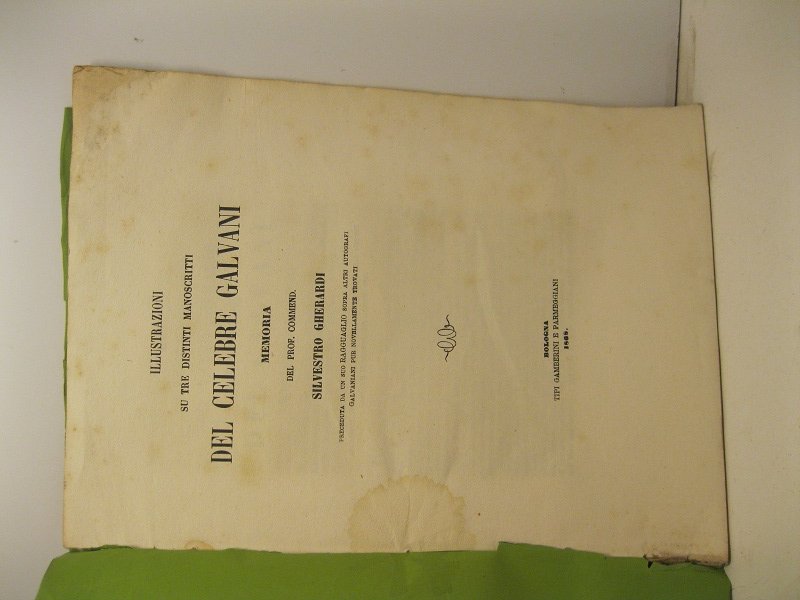 ILLUSTRAZIONI
SU TRE DISTINTI MANOSCRITTI
DEL CELEBRE GALVANI
MEMORIA
DEL PROF. COMMEND.
SILVESTRO GHERARDI
PRECEDUTA DA UN SUO RAGGUAGLIO SOPRA ALTRI AUTOGRAFI
GALVANIANI PUR NOVELLAMENTE TROVATI
BOLOGNA
TIPI GAMBERINI E PARMEGGIANI